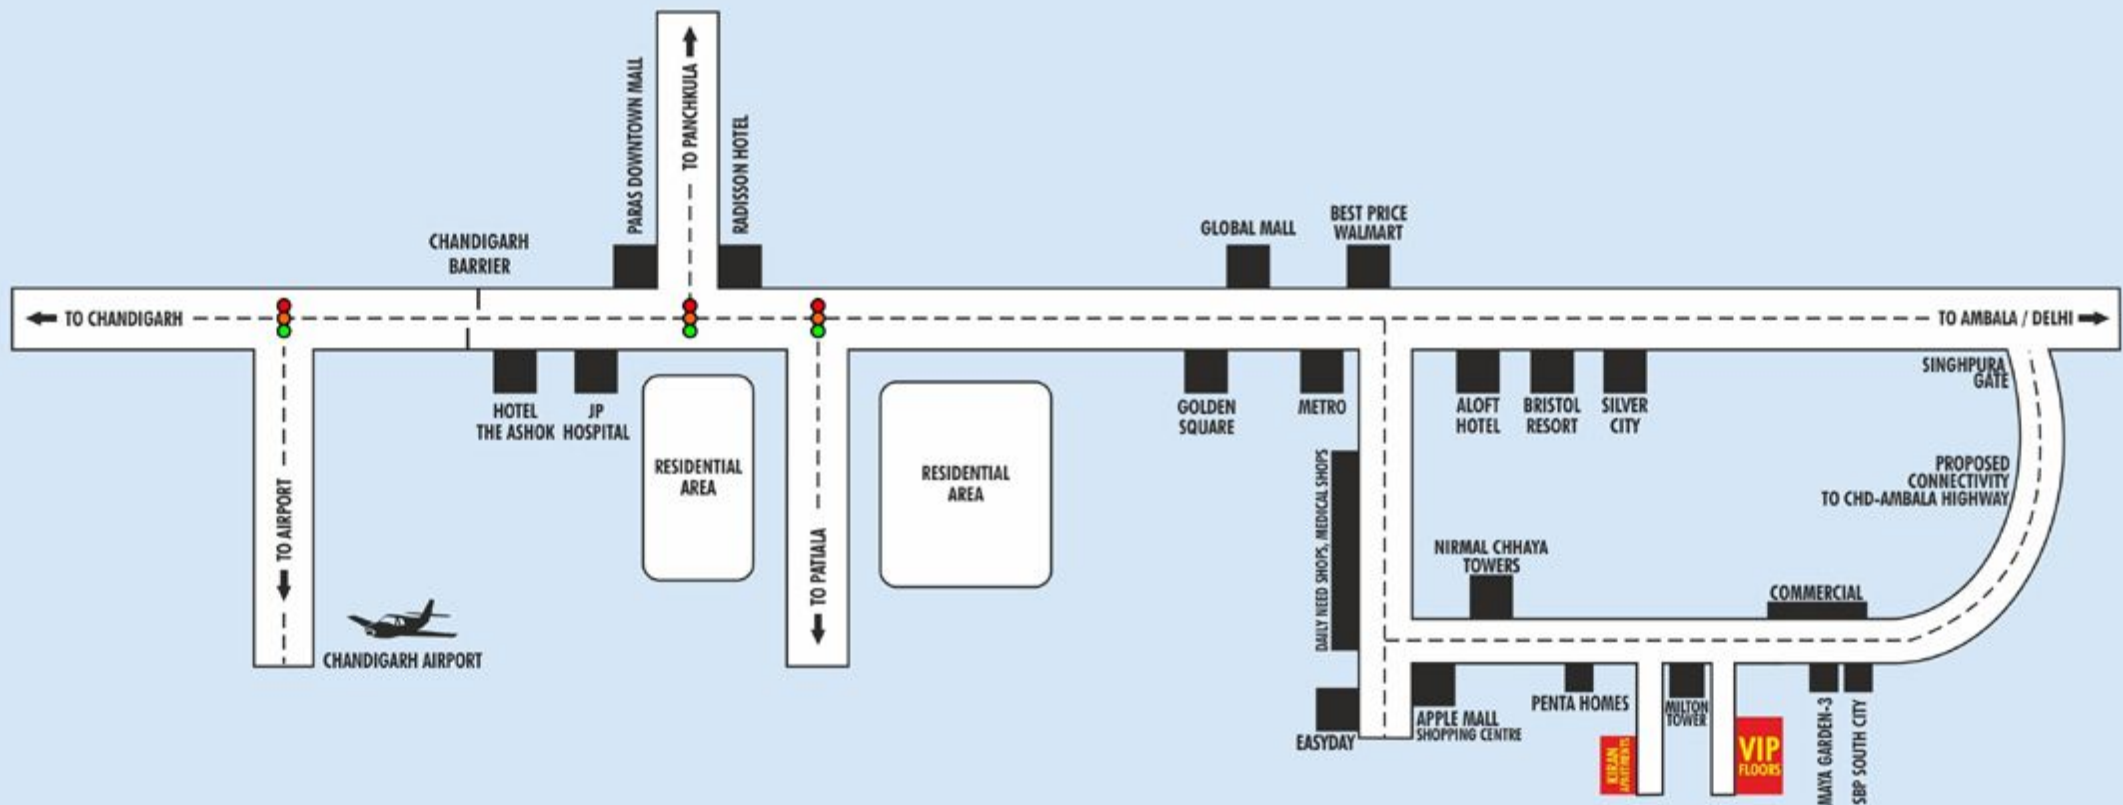 PARAS DOWNTOWN MALL
TO PANCHKULA
RADISSON HOTEL
CHANDIGARH
BARRIER
GLOBAL MALL
BEST PRICE
WALMART
TO CHANDIGARH
TO AMBALA / DELHI
HOTEL
THE ASHOK
JP
HOSPITAL
RESIDENTIAL
AREA
RESIDENTIAL
AREA
GOLDEN
SQUARE
METRO
ALOFT
HOTEL
BRISTOL
RESORT
SILVER
CITY
SINGHPURA
GATE
PROPOSED
CONNECTIVITY
TO CHD-AMBALA HIGHWAY
TO AIRPORT
TO PATIALA
DAILY NEED SHOPS, MEDICAL SHOPS
NIRMAL CHHAYA
TOWERS
COMMERCIAL
CHANDIGARH AIRPORT
EASYDAY
APPLE MALL
SHOPPING CENTRE
PENTA HOMES
MILTON
TOWER
KIRAN
APARTMENTS
VIP
FLOORS
MAYA GARDEN-3
SBP SOUTH CITY